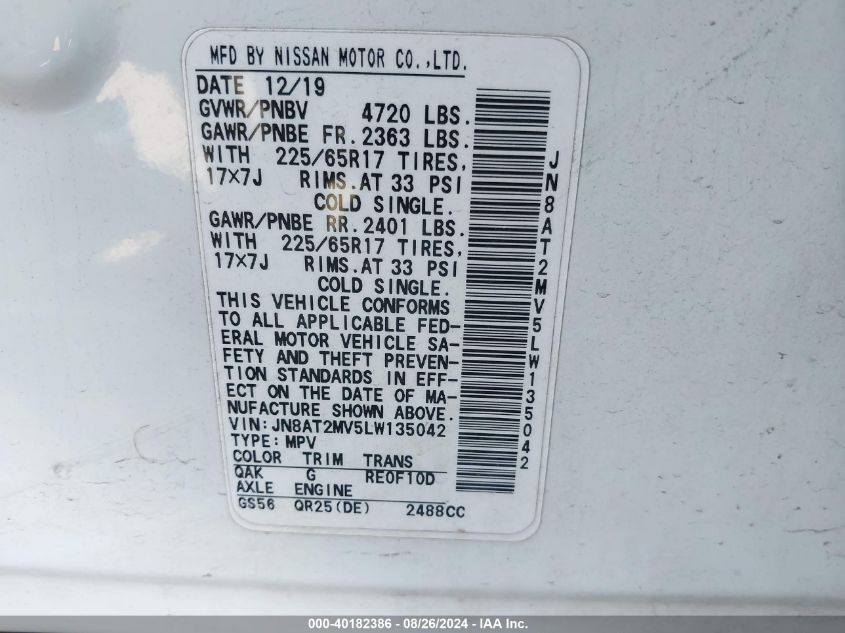 MFD BY NISSAN MOTOR CO.,LTD.
DATE 12/19
GVWR/PNBV 4720 LBS.
GAWR/PNBE FR. 2363 LBS.
WITH 225/65R17 TIRES,
17×7J RIMS. AT 33 PSI
COLD SINGLE.
GAWR/PNBE RR. 2401 LBS.
WITH 225/65R17 TIRES,
17×7J RIMS. AT 33 PSI
COLD SINGLE.
THIS VEHICLE CONFORMS
TO ALL APPLICABLE FED-
ERAL MOTOR VEHICLE SA-
FETY AND THEFT PREVEN-
TION STANDARDS IN EFF-
ECT ON THE DATE OF MA-
NUFACTURE SHOWN ABOVE.
VIN: JN8AT2MV5LW135042
TYPE: MPV
COLOR TRIM TRANS
QAK G RE0F10D
AXLE ENGINE
GS56 QR25(DE) 2488CC
JN8AT2MV5LW135042
000-40182386 - 08/26/2024 - IAA Inc.